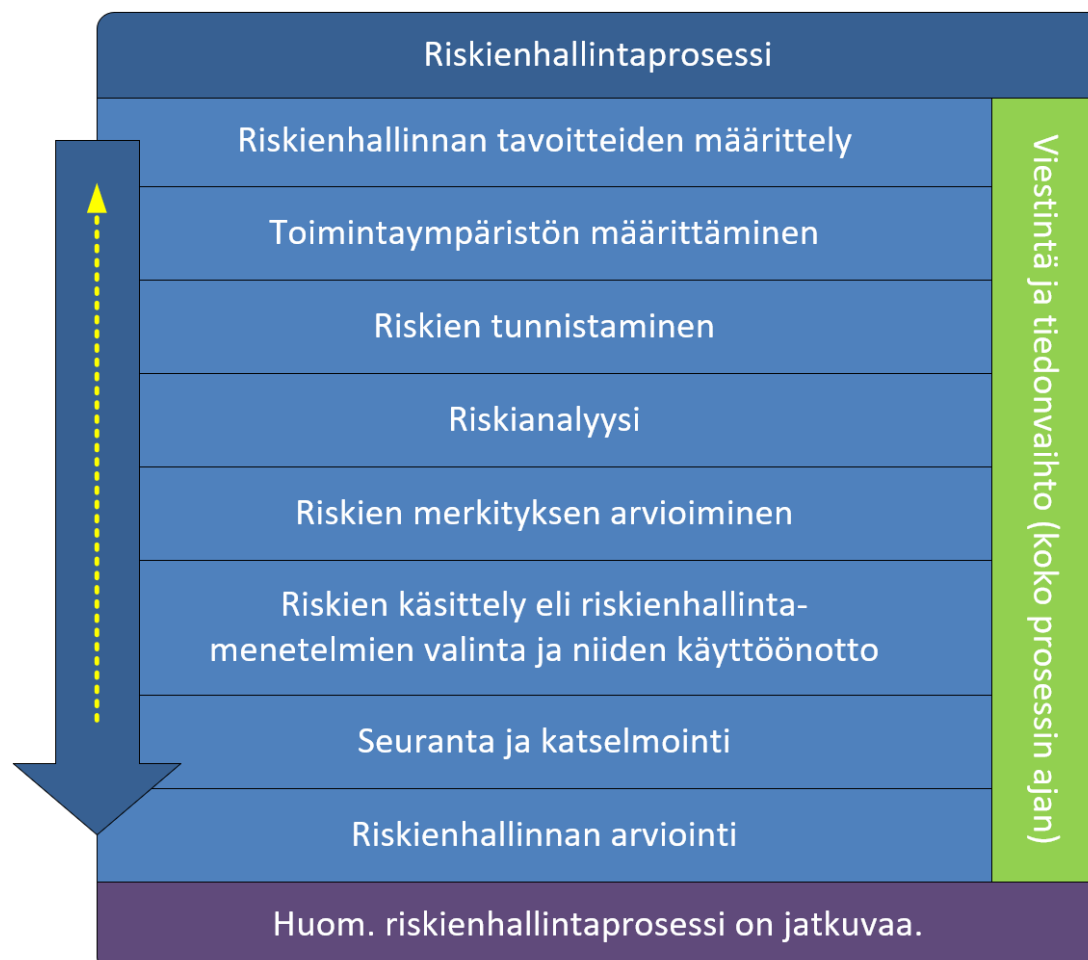 Riskienhallintaprosessi
Riskienhallinnan tavoitteiden määrittely
Toimintaympäristön määrittäminen
Riskien tunnistaminen
Riskianalyysi
Riskien merkityksen arvioiminen
Riskien käsittely eli riskienhallinta-
menetelmien valinta ja niiden käyttöönotto
Seuranta ja katselmointi
Riskienhallinnan arviointi
Viestintä ja tiedonvaihto (koko prosessin ajan)
Huom. riskienhallintaprosessi on jatkuvaa.